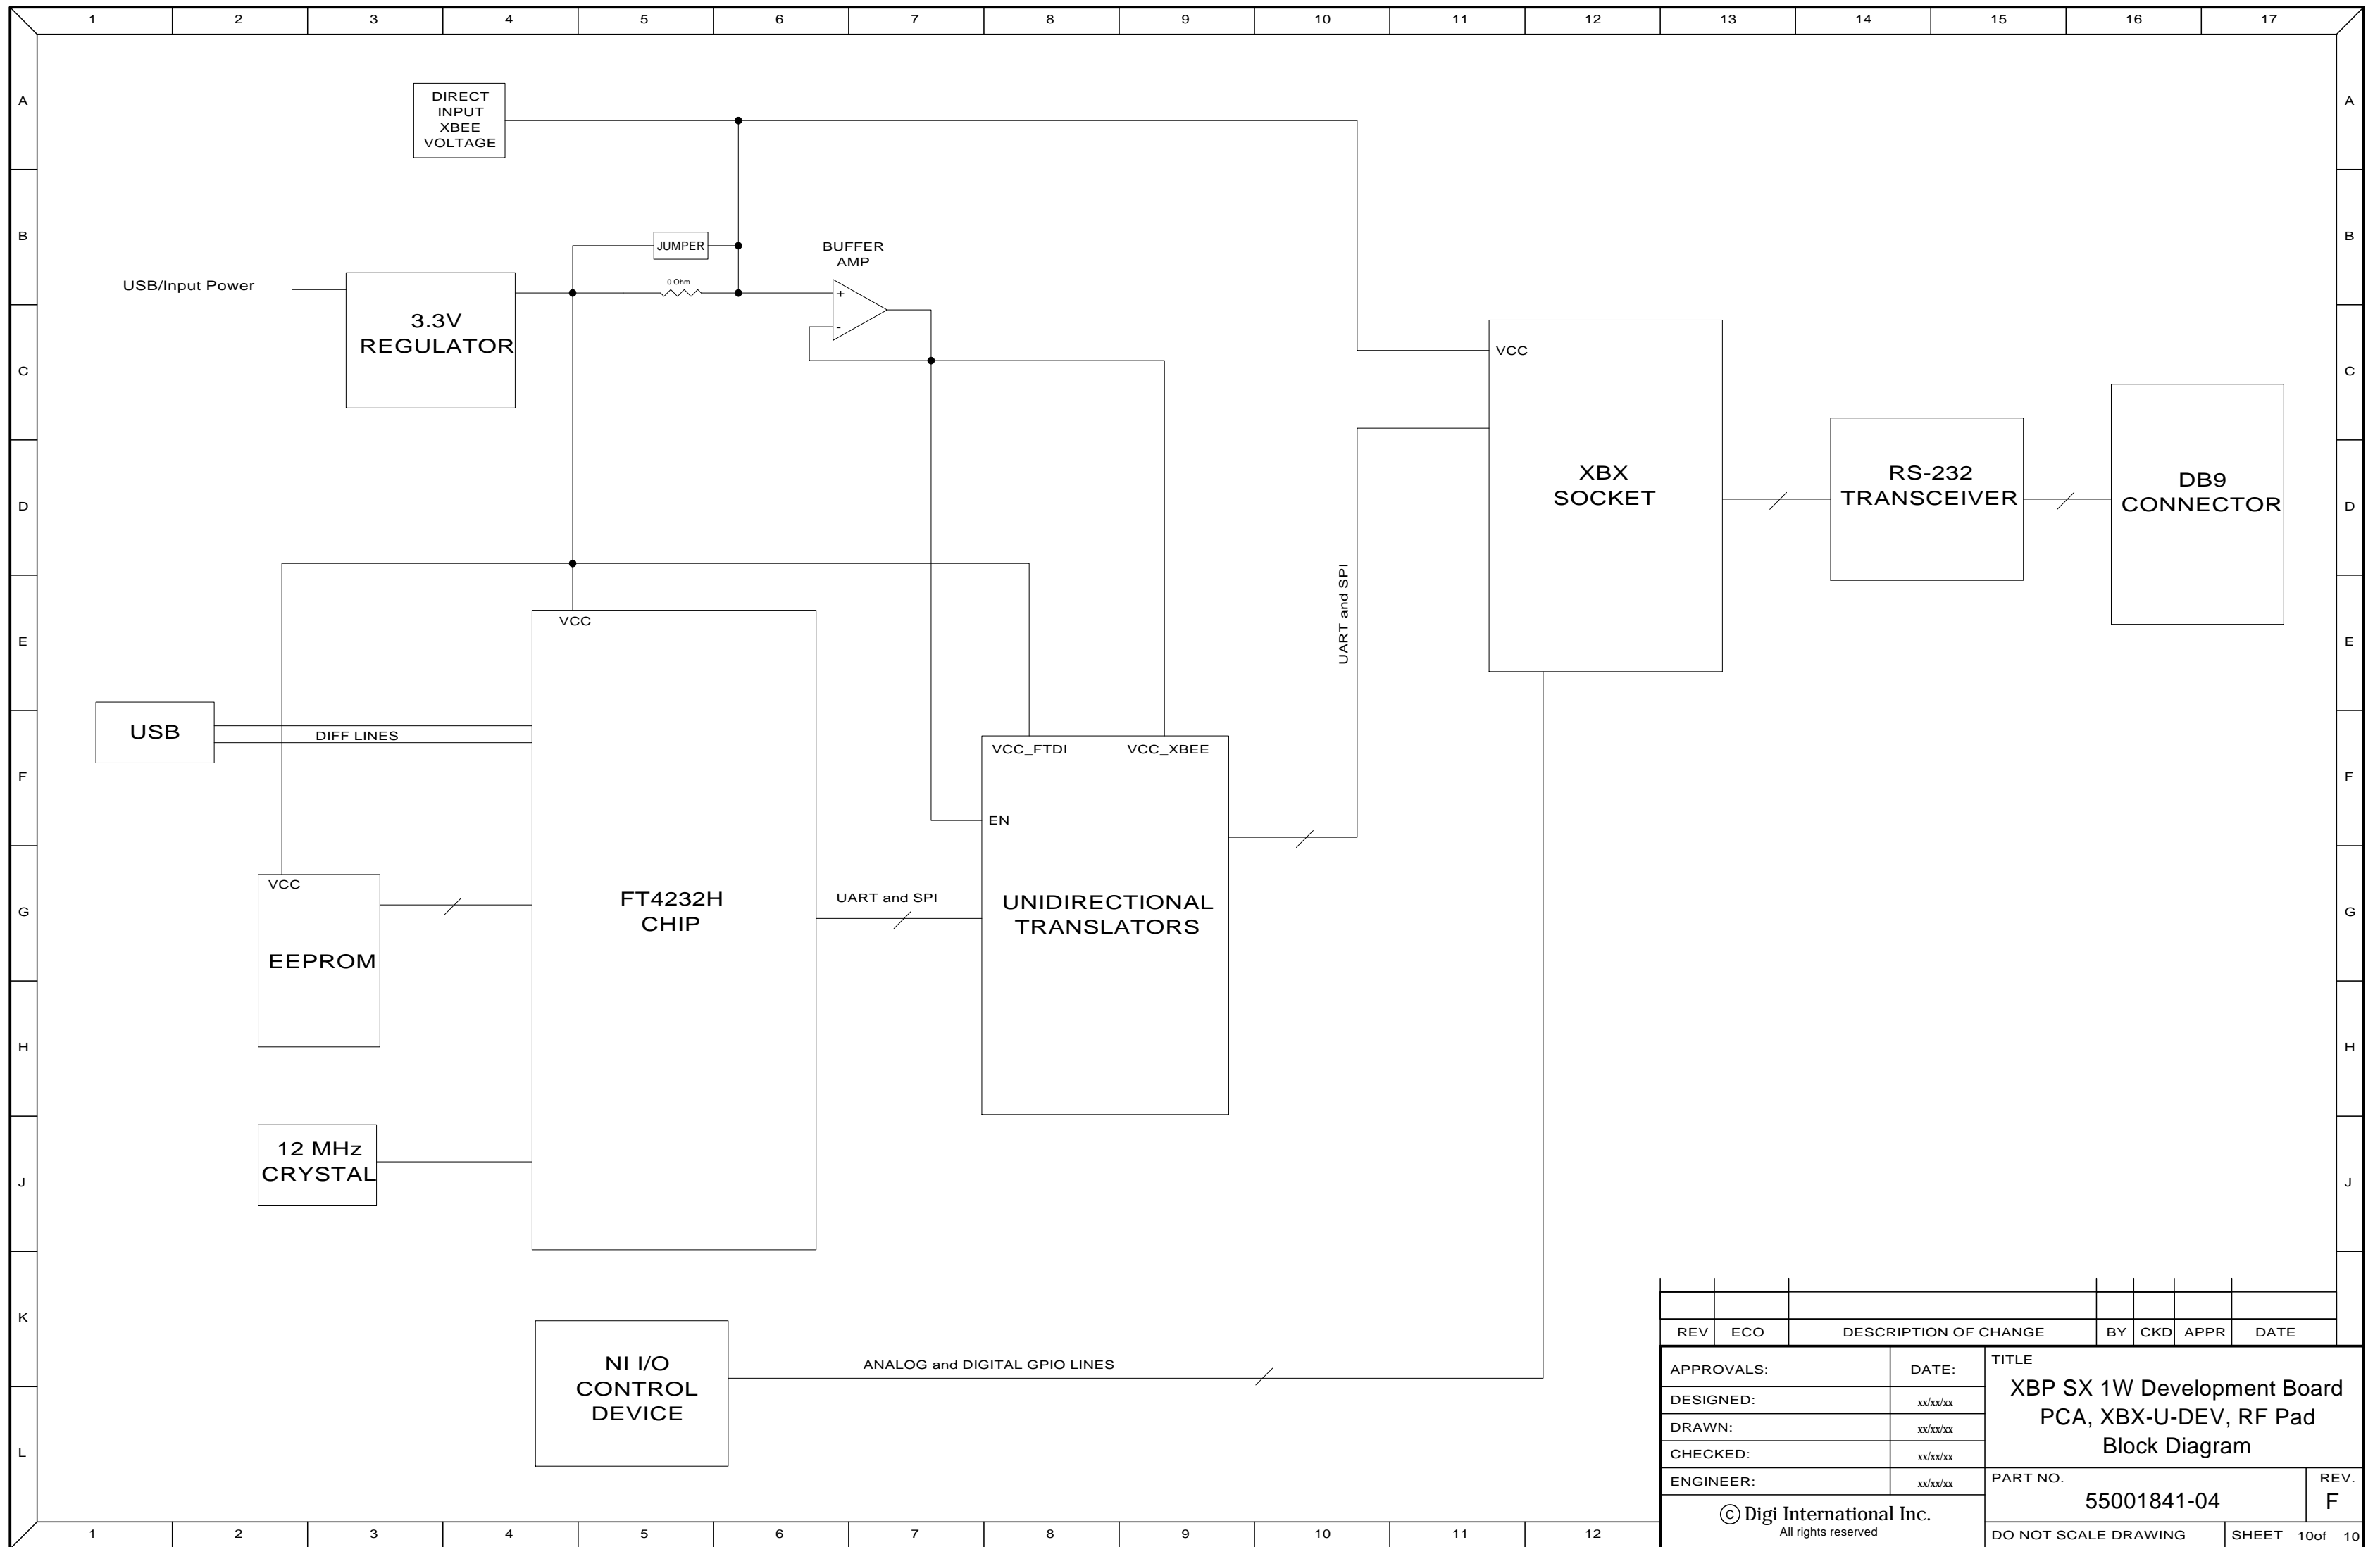 1 2 3 4 5 6 7 8 9 10 11 12 13 14 15 16 17
A A
DIRECT
INPUT
XBEE
VOLTAGE
B B
JUMPER
BUFFER
AMP
USB/Input Power
0 Ohm
+
-
3.3V
REGULATOR
C C
VCC
XBX
SOCKET
RS-232
TRANSCEIVER
DB9
CONNECTOR
D D
UART and SPI
E E
VCC
USB
DIFF LINES
VCC_FTDI VCC_XBEE
F F
EN
VCC
EEPROM
FT4232H
CHIP
UART and SPI
UNIDIRECTIONAL
TRANSLATORS
G G
H H
12 MHz
CRYSTAL
J J
K
NI I/O
CONTROL
DEVICE
ANALOG and DIGITAL GPIO LINES
L
REV ECO DESCRIPTION OF CHANGE BY CKD APPR DATE
APPROVALS: DATE:
DESIGNED: xx/xx/xx
DRAWN: xx/xx/xx
CHECKED: xx/xx/xx
ENGINEER: xx/xx/xx
© Digi International Inc.
All rights reserved
TITLE
XBP SX 1W Development Board
PCA, XBX-U-DEV, RF Pad
Block Diagram
PART NO.
55001841-04
REV.
F
DO NOT SCALE DRAWING
SHEET 10of 10
1 2 3 4 5 6 7 8 9 10 11 12